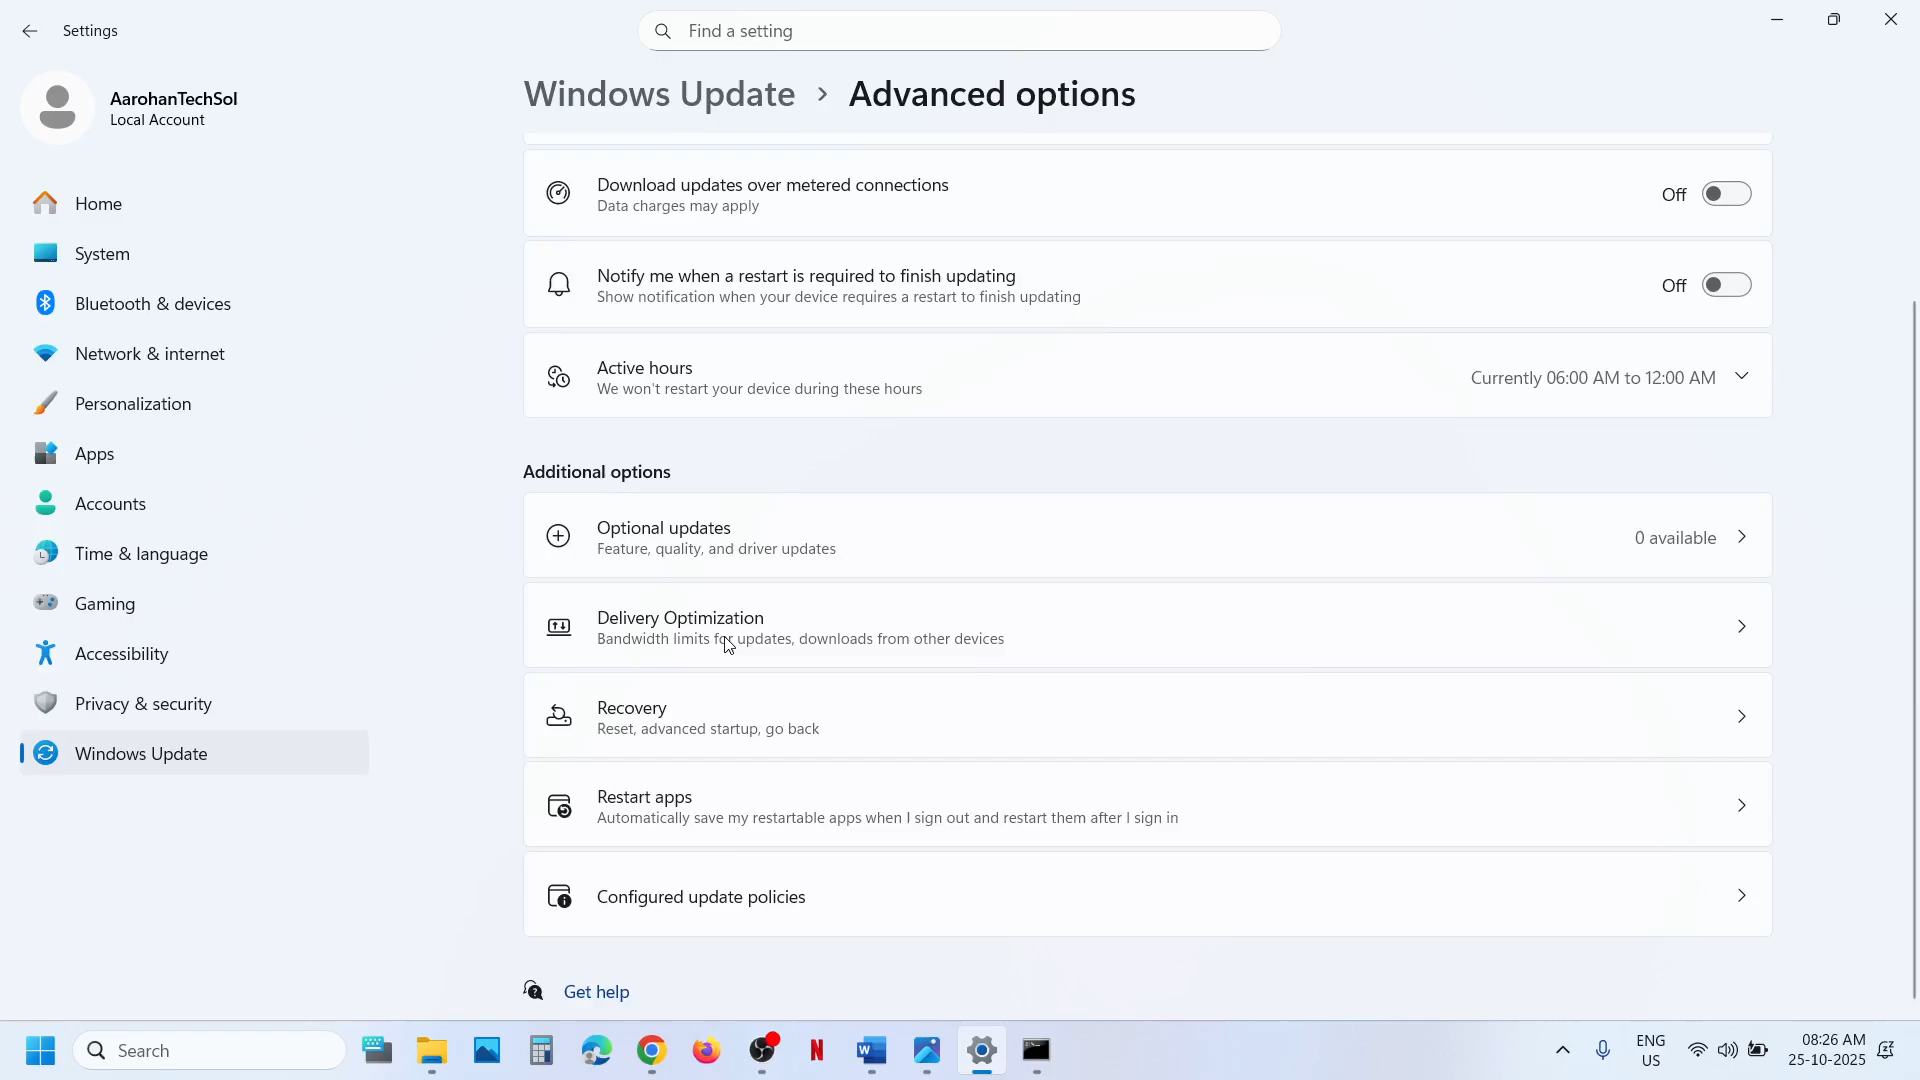 Settings
Find a setting
AarohanTechSol
Local Account
Home
System
Bluetooth & devices
Network & internet
Personalization
Apps
Accounts
Time & language
Gaming
Accessibility
Privacy & security
Windows Update
Windows Update > Advanced options
Download updates over metered connections
Data charges may apply
Off
Notify me when a restart is required to finish updating
Show notification when your device requires a restart to finish updating
Off
Active hours
We won't restart your device during these hours
Currently 06:00 AM to 12:00 AM
Additional options
Optional updates
Feature, quality, and driver updates
0 available
Delivery Optimization
Bandwidth limits for updates, downloads from other devices
Recovery
Reset, advanced startup, go back
Restart apps
Automatically save my restartable apps when I sign out and restart them after I sign in
Configured update policies
Get help
Search
N
W
ENG
US
08:26 AM
25-10-2025